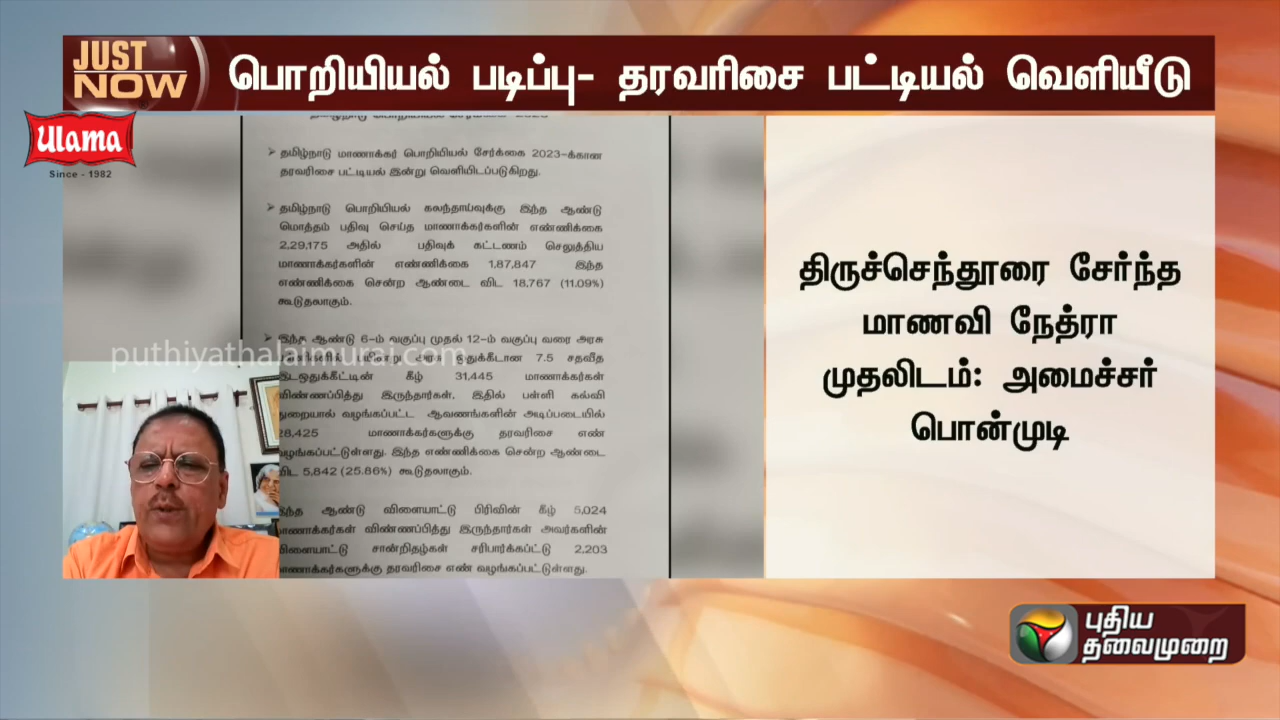 JUST
NOW
பொறியியல் படிப்பு- தரவரிசை பட்டியல் வெளியீடு
Ulama
Since - 1982
➤ தமிழ்நாடு மாணாக்கர் பொறியியல் சேர்க்கை 2023-க்கான
தரவரிசை பட்டியல் இன்று வெளியிடப்படுகிறது.
➤ தமிழ்நாடு பொறியியல் கலந்தாய்வுக்கு இந்த ஆண்டு
மொத்தம் பதிவு செய்த மாணாக்கர்களின் எண்ணிக்கை
2,29,175 அதில் பதிவுக் கட்டணம் செலுத்திய
மாணாக்கர்களின் எண்ணிக்கை 1,87,847 இந்த
எண்ணிக்கை சென்ற ஆண்டை விட 18,767 (11.09%)
கூடுதலாகும்.
➤ இந்த ஆண்டு 6-ம் வகுப்பு முதல் 12-ம் வகுப்பு வரை அரசு
puthiyathalaimurai.com
7.5 சதவீத
இடஒதுக்கீட்டின் கீழ் 31,445 மாணாக்கர்கள்
விண்ணப்பித்து இருந்தார்கள். இதில் பள்ளி கல்வி
துறையால் வழங்கப்பட்ட ஆவணங்களின் அடிப்படையில்
28,425 மாணாக்கர்களுக்கு தரவரிசை எண்
வழங்கப்பட்டுள்ளது. இந்த எண்ணிக்கை சென்ற ஆண்டை
விட 5,842 (25.86%) கூடுதலாகும்.
இந்த ஆண்டு விளையாட்டு பிரிவின் கீழ் 5,024
மாணாக்கர்கள் விண்ணப்பித்து இருந்தார்கள் அவர்களின்
விளையாட்டு சான்றிதழ்கள் சரிபார்க்கப்பட்டு 2,203
மாணாக்கர்களுக்கு தரவரிசை எண் வழங்கப்பட்டுள்ளது.
திருச்செந்தூரை சேர்ந்த
மாணவி நேத்ரா
முதலிடம்: அமைச்சர்
பொன்முடி
புதிய
தலைமுறை